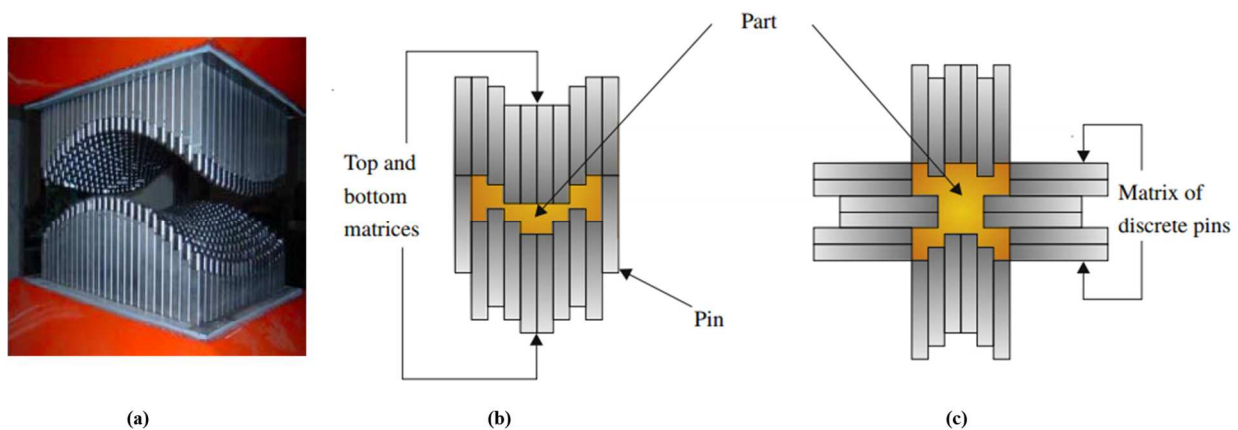 Part
Top and
bottom
matrices
Pin
Matrix of
discrete pins
(a)
(b)
(c)